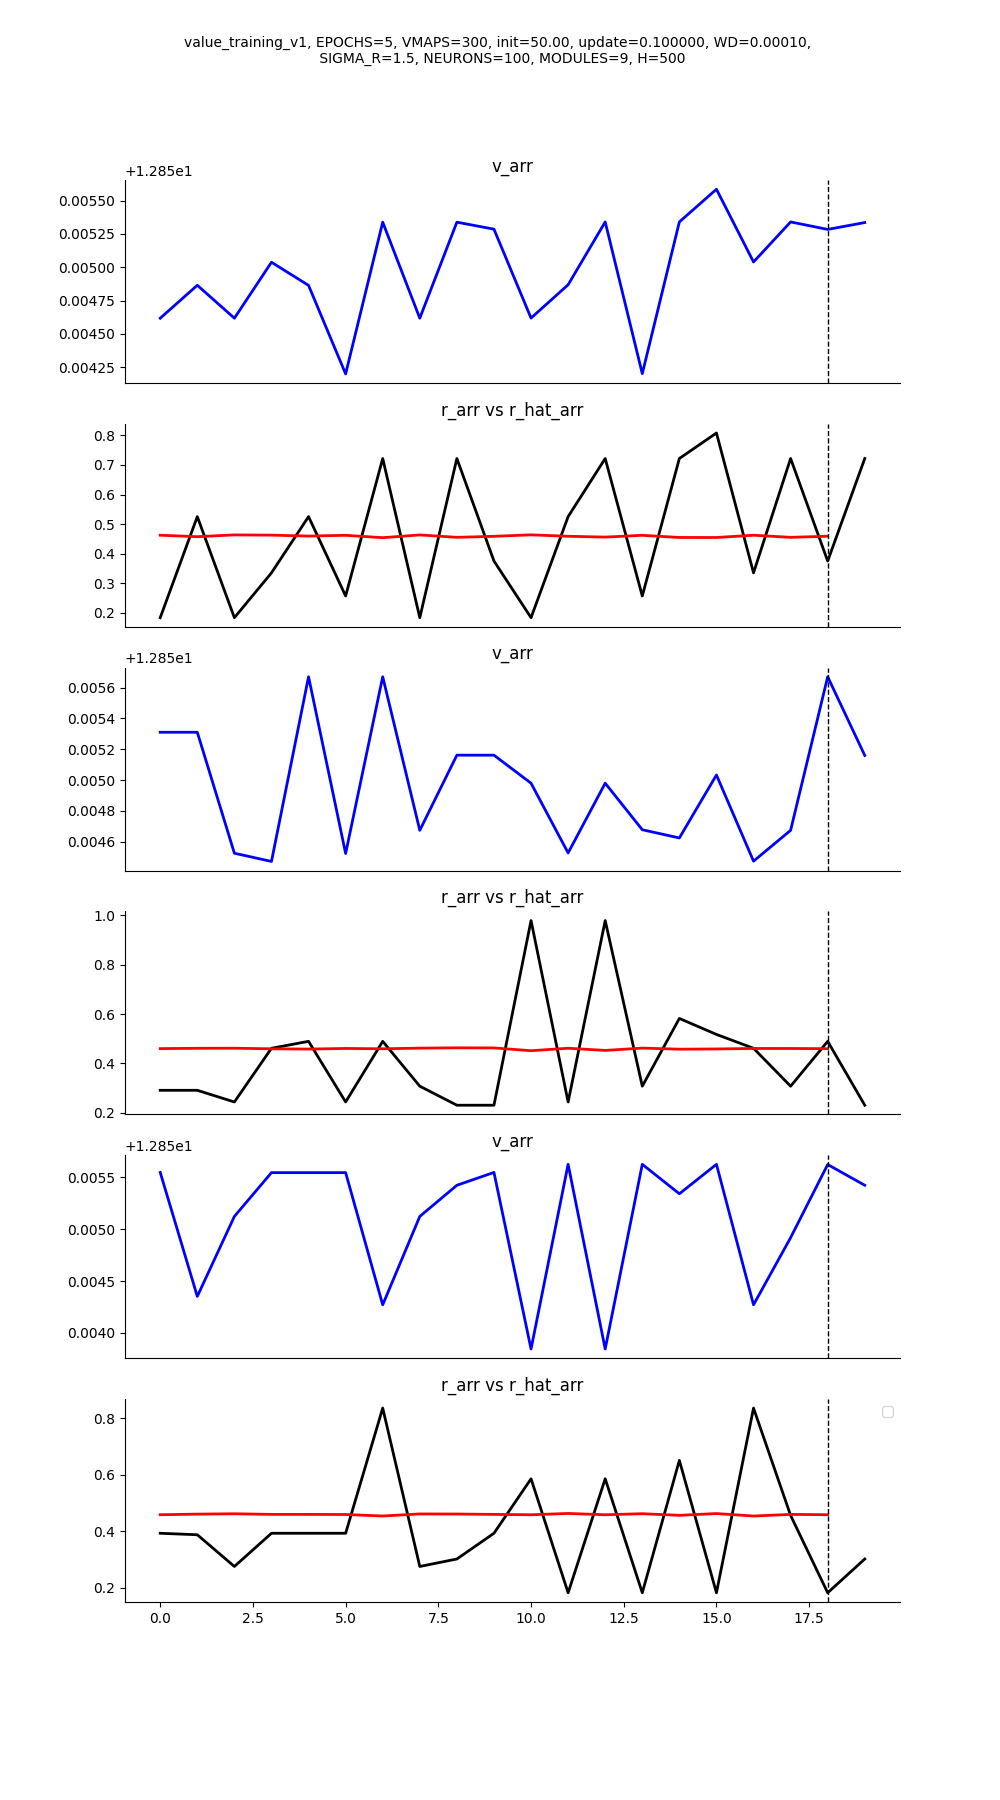 value_training_v1, EPOCHS=5, VMAPS=300, init=50.00, update=0.100000, WD=0.00010,
SIGMA_R=1.5, NEURONS=100, MODULES=9, H=500
v_arr
+1.285e1
0.00550
0.00525
0.00500
0.00475
0.00450
0.00425
r_arr vs r_hat_arr
0.8
0.7
0.6
0.5
0.4
0.3
0.2
v_arr
+1.285e1
0.0056
0.0054
0.0052
0.0050
0.0048
0.0046
r_arr vs r_hat_arr
1.0
0.8
0.6
0.4
0.2
v_arr
+1.285e1
0.0055
0.0050
0.0045
0.0040
r_arr vs r_hat_arr
0.8
0.6
0.4
0.2
0.0 2.5 5.0 7.5 10.0 12.5 15.0 17.5